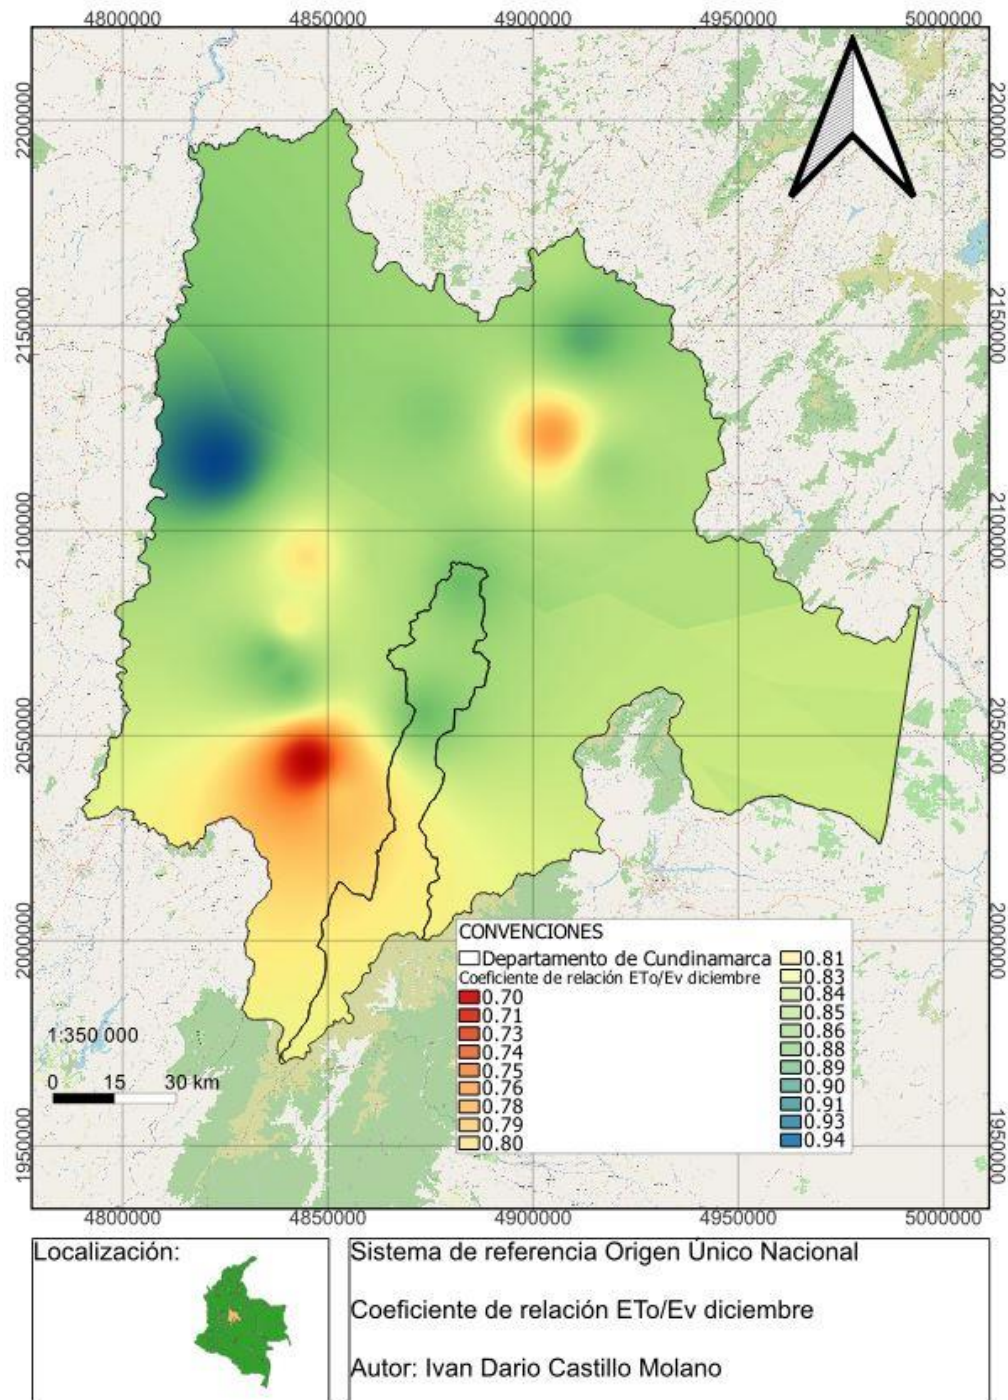 4800000 4850000 4900000 4950000 5000000
2200000 2200000
2150000 2150000
2100000 2100000
2050000 2050000
2000000 2000000
1950000 1950000
CONVENCIONES
Departamento de Cundinamarca
Coeficiente de relación ETo/Ev diciembre
0.70
0.71
0.73
0.74
0.75
0.76
0.78
0.79
0.80
0.81
0.83
0.84
0.85
0.86
0.88
0.89
0.90
0.91
0.93
0.94
1:350 000
0 15 30 km
4800000 4850000 4900000 4950000 5000000
Localización:
Sistema de referencia Origen Único Nacional
Coeficiente de relación ETo/Ev diciembre
Autor: Ivan Dario Castillo Molano